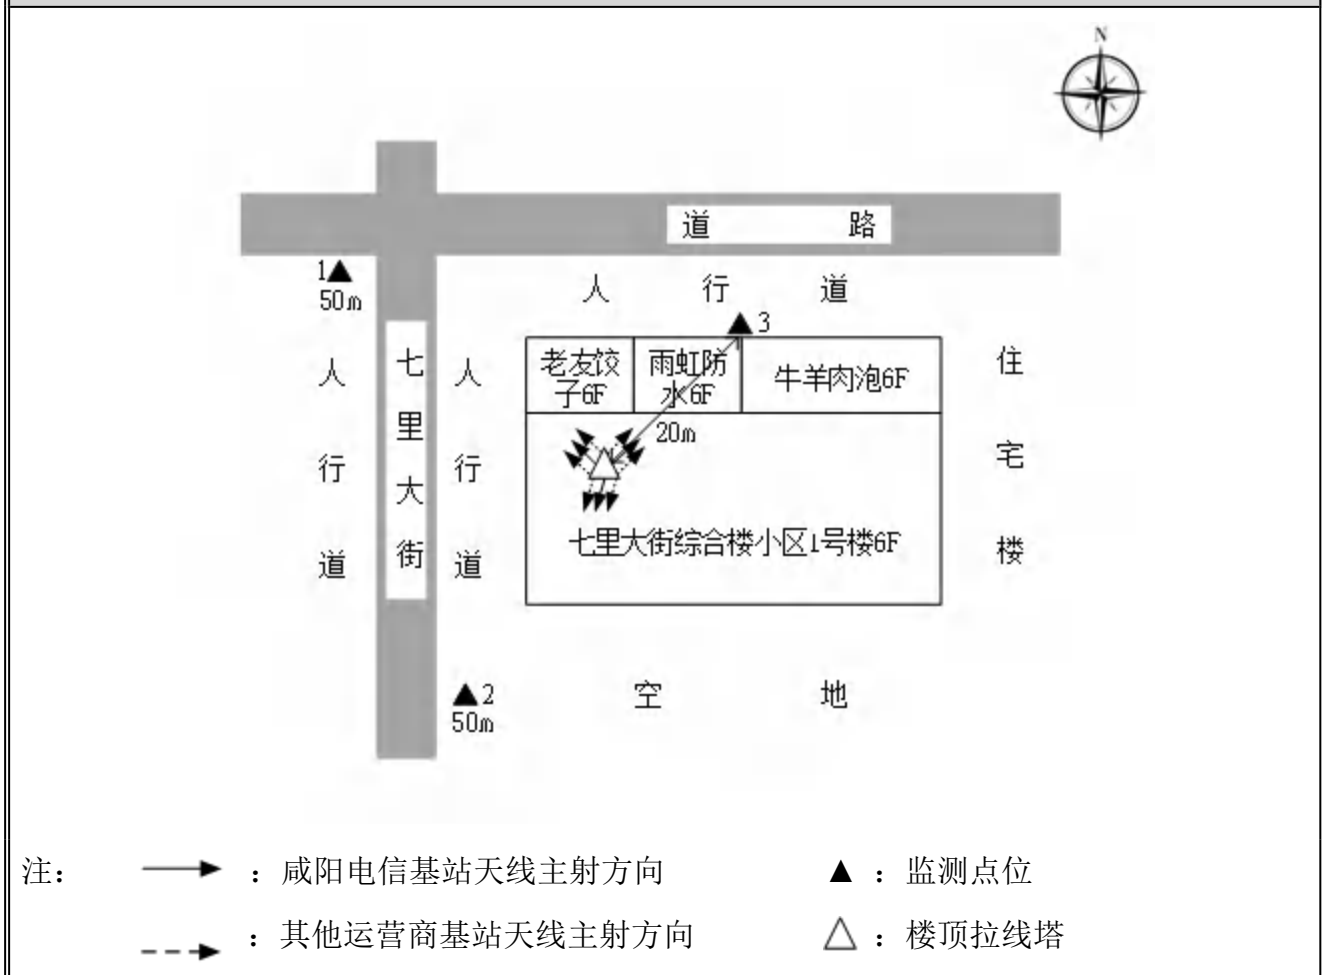 N
道 路
1▲
50m
人 行 道
▲3
老友饺
子6F
雨虹防
水6F
牛羊肉泡6F
20m
七里大街综合楼小区1号楼6F
人行道
七里大街
人行道
住宅楼
▲2
50m
空 地
注：
：咸阳电信基站天线主射方向
▲：监测点位
：其他运营商基站天线主射方向
△：楼顶拉线塔